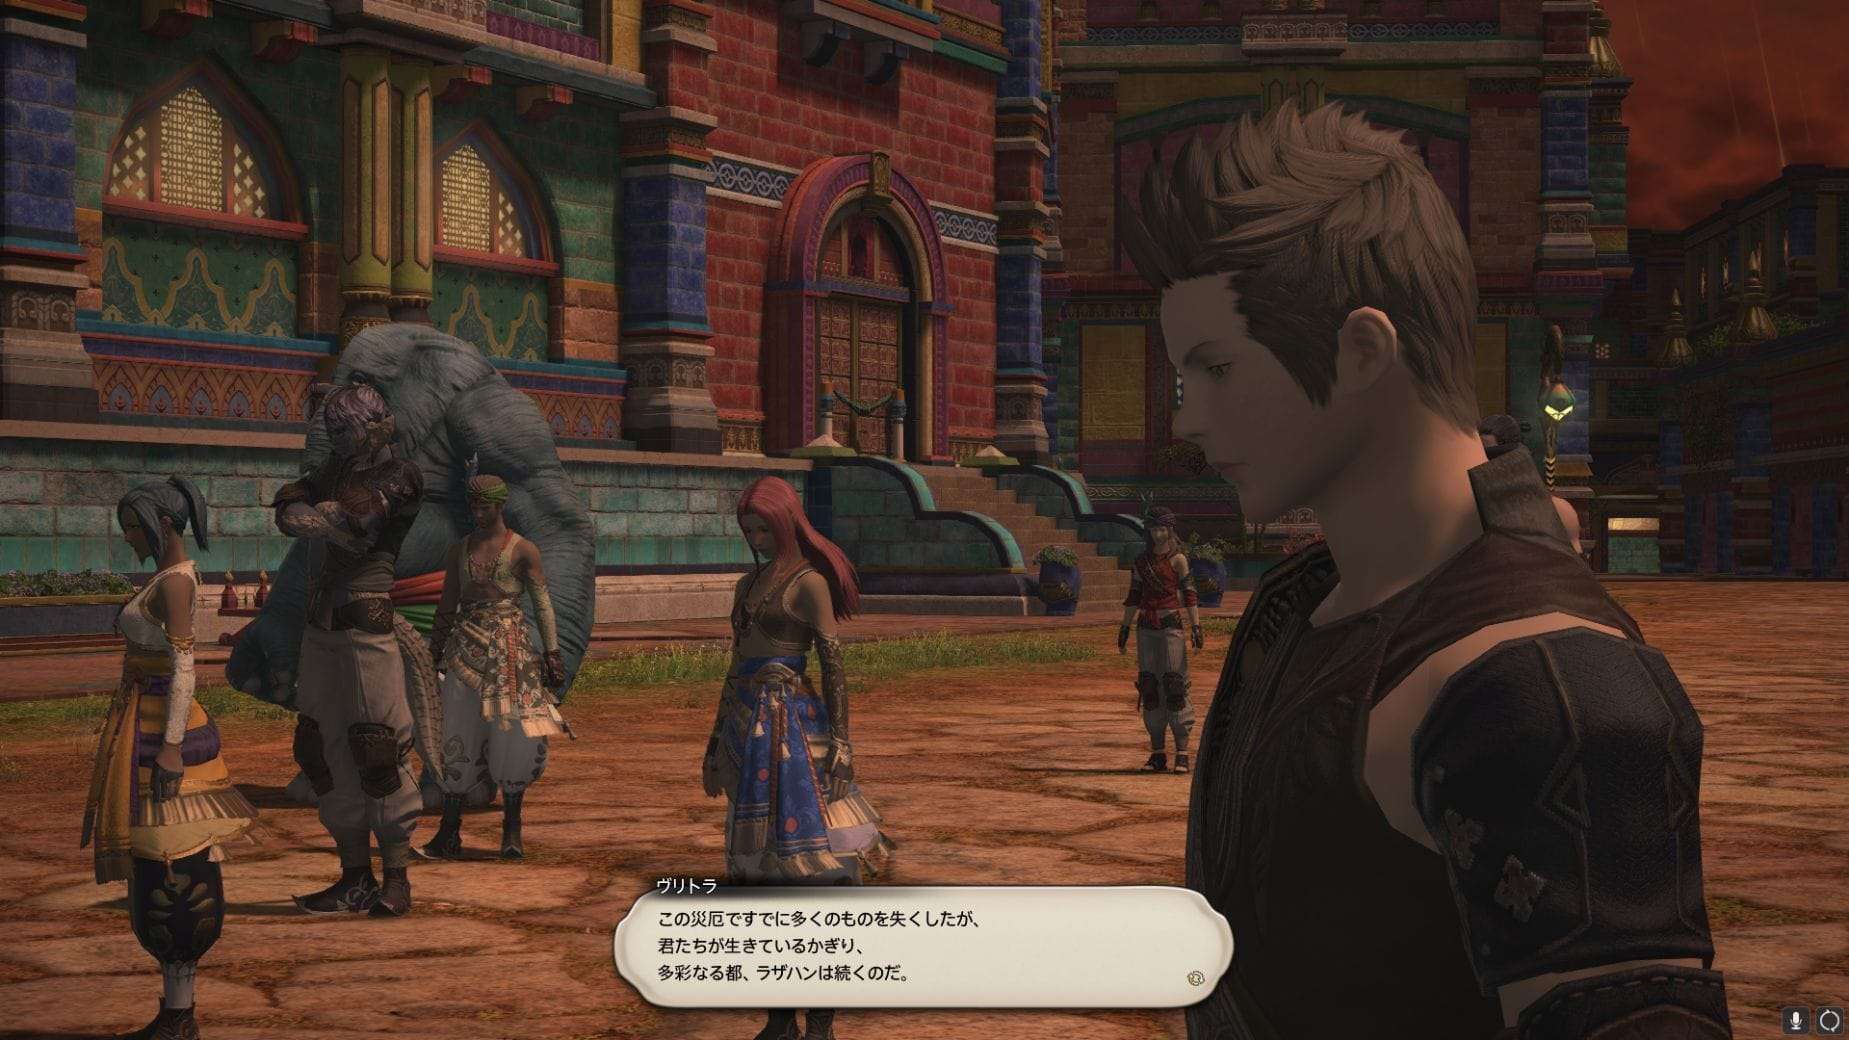 ヴリトラ
この災厄ですでに多くのものを失くしたが、
君たちが生きているかぎり、
多彩なる都、ラザハンは続くのだ。